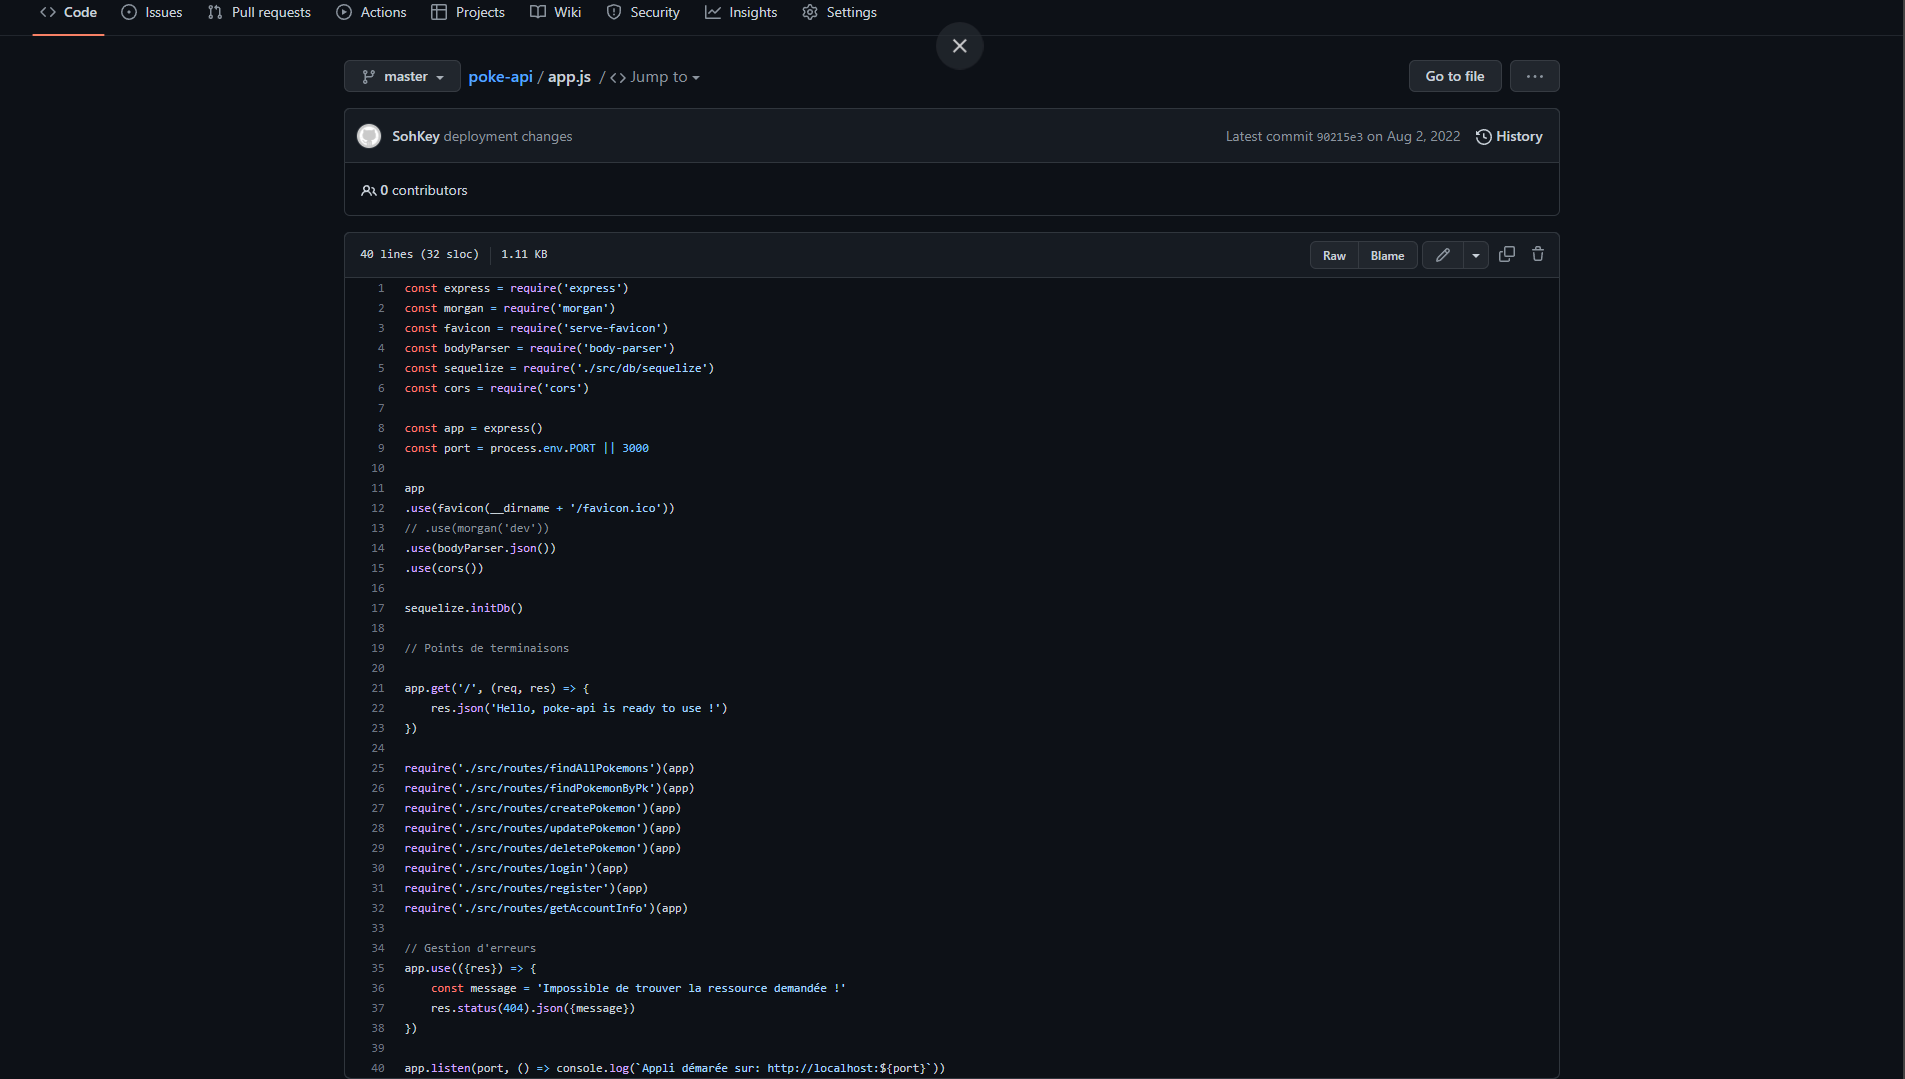 Code Issues Pull requests Actions Projects Wiki Security Insights Settings
master poke-api / app.js / Jump to Go to file ...
SohKey deployment changes Latest commit 90215e3 on Aug 2, 2022 History
0 contributors
40 lines (32 sloc) 1.11 KB Raw Blame
1 const express = require('express')
2 const morgan = require('morgan')
3 const favicon = require('serve-favicon')
4 const bodyParser = require('body-parser')
5 const sequelize = require('./src/db/sequelize')
6 const cors = require('cors')
7
8 const app = express()
9 const port = process.env.PORT || 3000
10
11 app
12 .use(favicon(__dirname + '/favicon.ico'))
13 // .use(morgan('dev'))
14 .use(bodyParser.json())
15 .use(cors())
16
17 sequelize.initDb()
18
19 // Points de terminaisons
20
21 app.get('/', (req, res) => {
22     res.json('Hello, poke-api is ready to use !')
23 })
24
25 require('./src/routes/findAllPokemons')(app)
26 require('./src/routes/findPokemonByPk')(app)
27 require('./src/routes/createPokemon')(app)
28 require('./src/routes/updatePokemon')(app)
29 require('./src/routes/deletePokemon')(app)
30 require('./src/routes/login')(app)
31 require('./src/routes/register')(app)
32 require('./src/routes/getAccountInfo')(app)
33
34 // Gestion d'erreurs
35 app.use(({res}) => {
36     const message = 'Impossible de trouver la ressource demandée !'
37     res.status(404).json({message})
38 })
39
40 app.listen(port, () => console.log(`Appli démarée sur: http://localhost:${port}`))